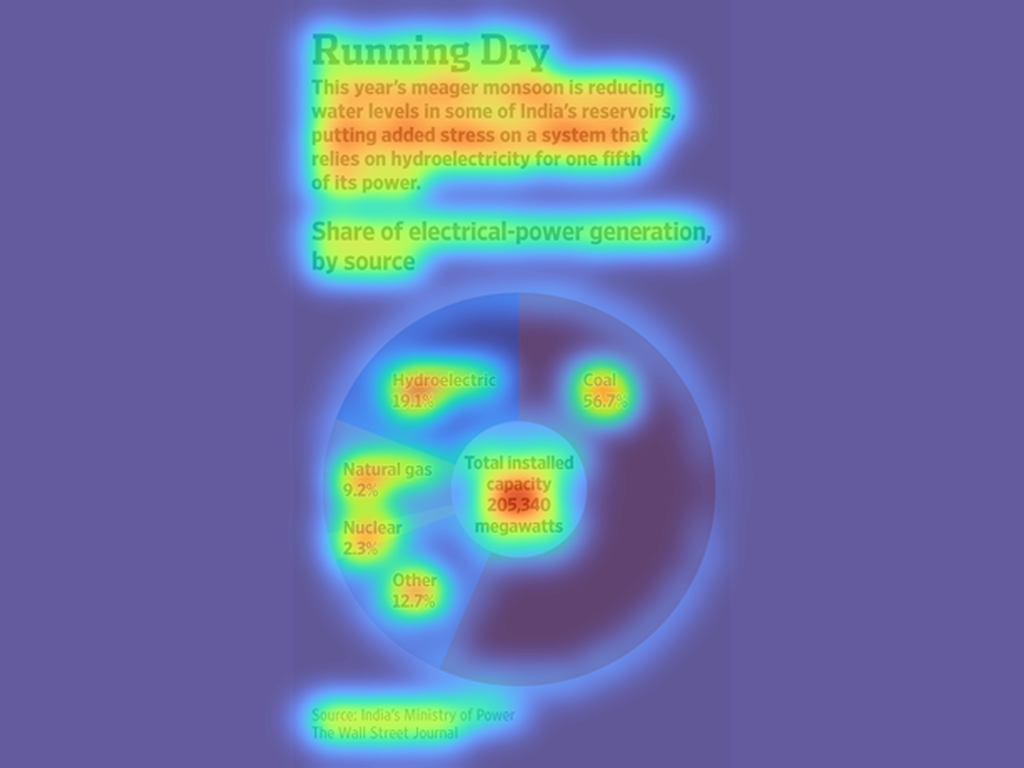 Running Dry
This year's meager monsoon is reducing
water levels in some of India's reservoirs,
putting added stress on a system that
relies on hydroelectricity for one fifth
of its power.
Share of electrical-power generation,
by source
Hydroelectric
19.1%
Coal
56.7%
Natural gas
9.2%
Total installed
capacity
205,340
megawatts
Nuclear
2.3%
Other
12.7%
Source: India's Ministry of Power
The Wall Street Journal